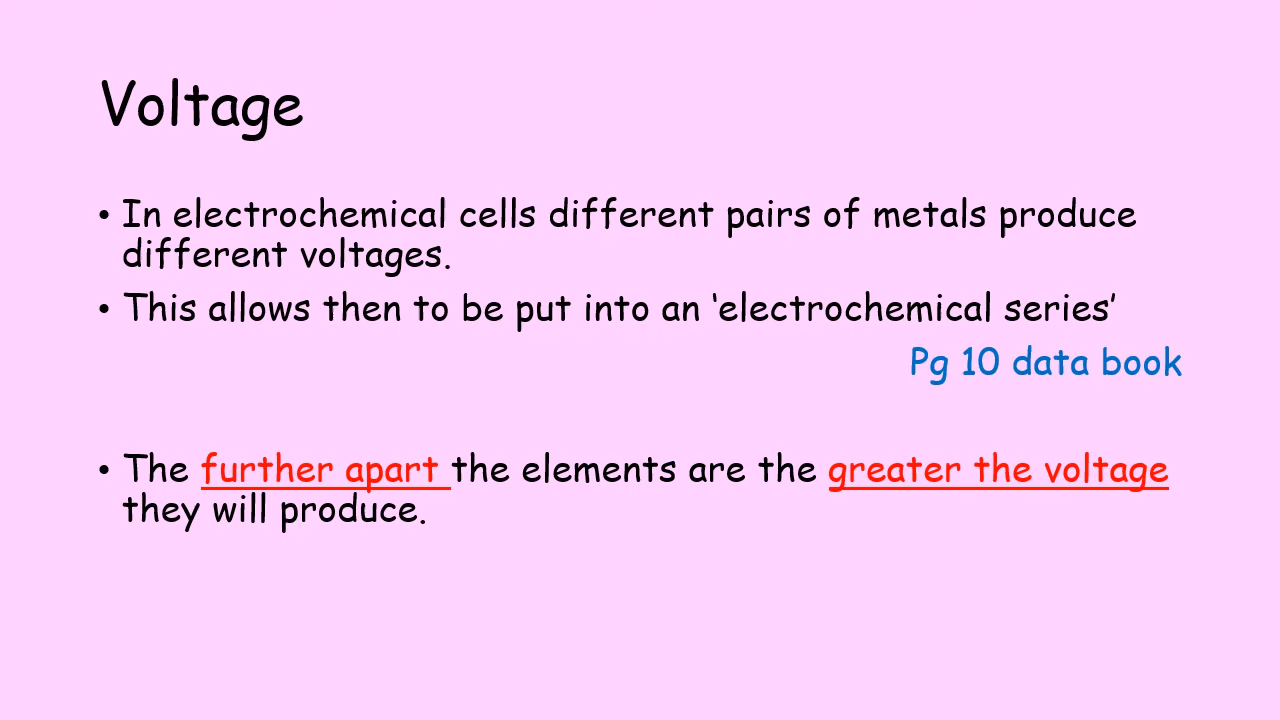 Voltage
• In electrochemical cells different pairs of metals produce
different voltages.
• This allows then to be put into an ‘electrochemical series’
Pg 10 data book
• The further apart the elements are the greater the voltage
they will produce.